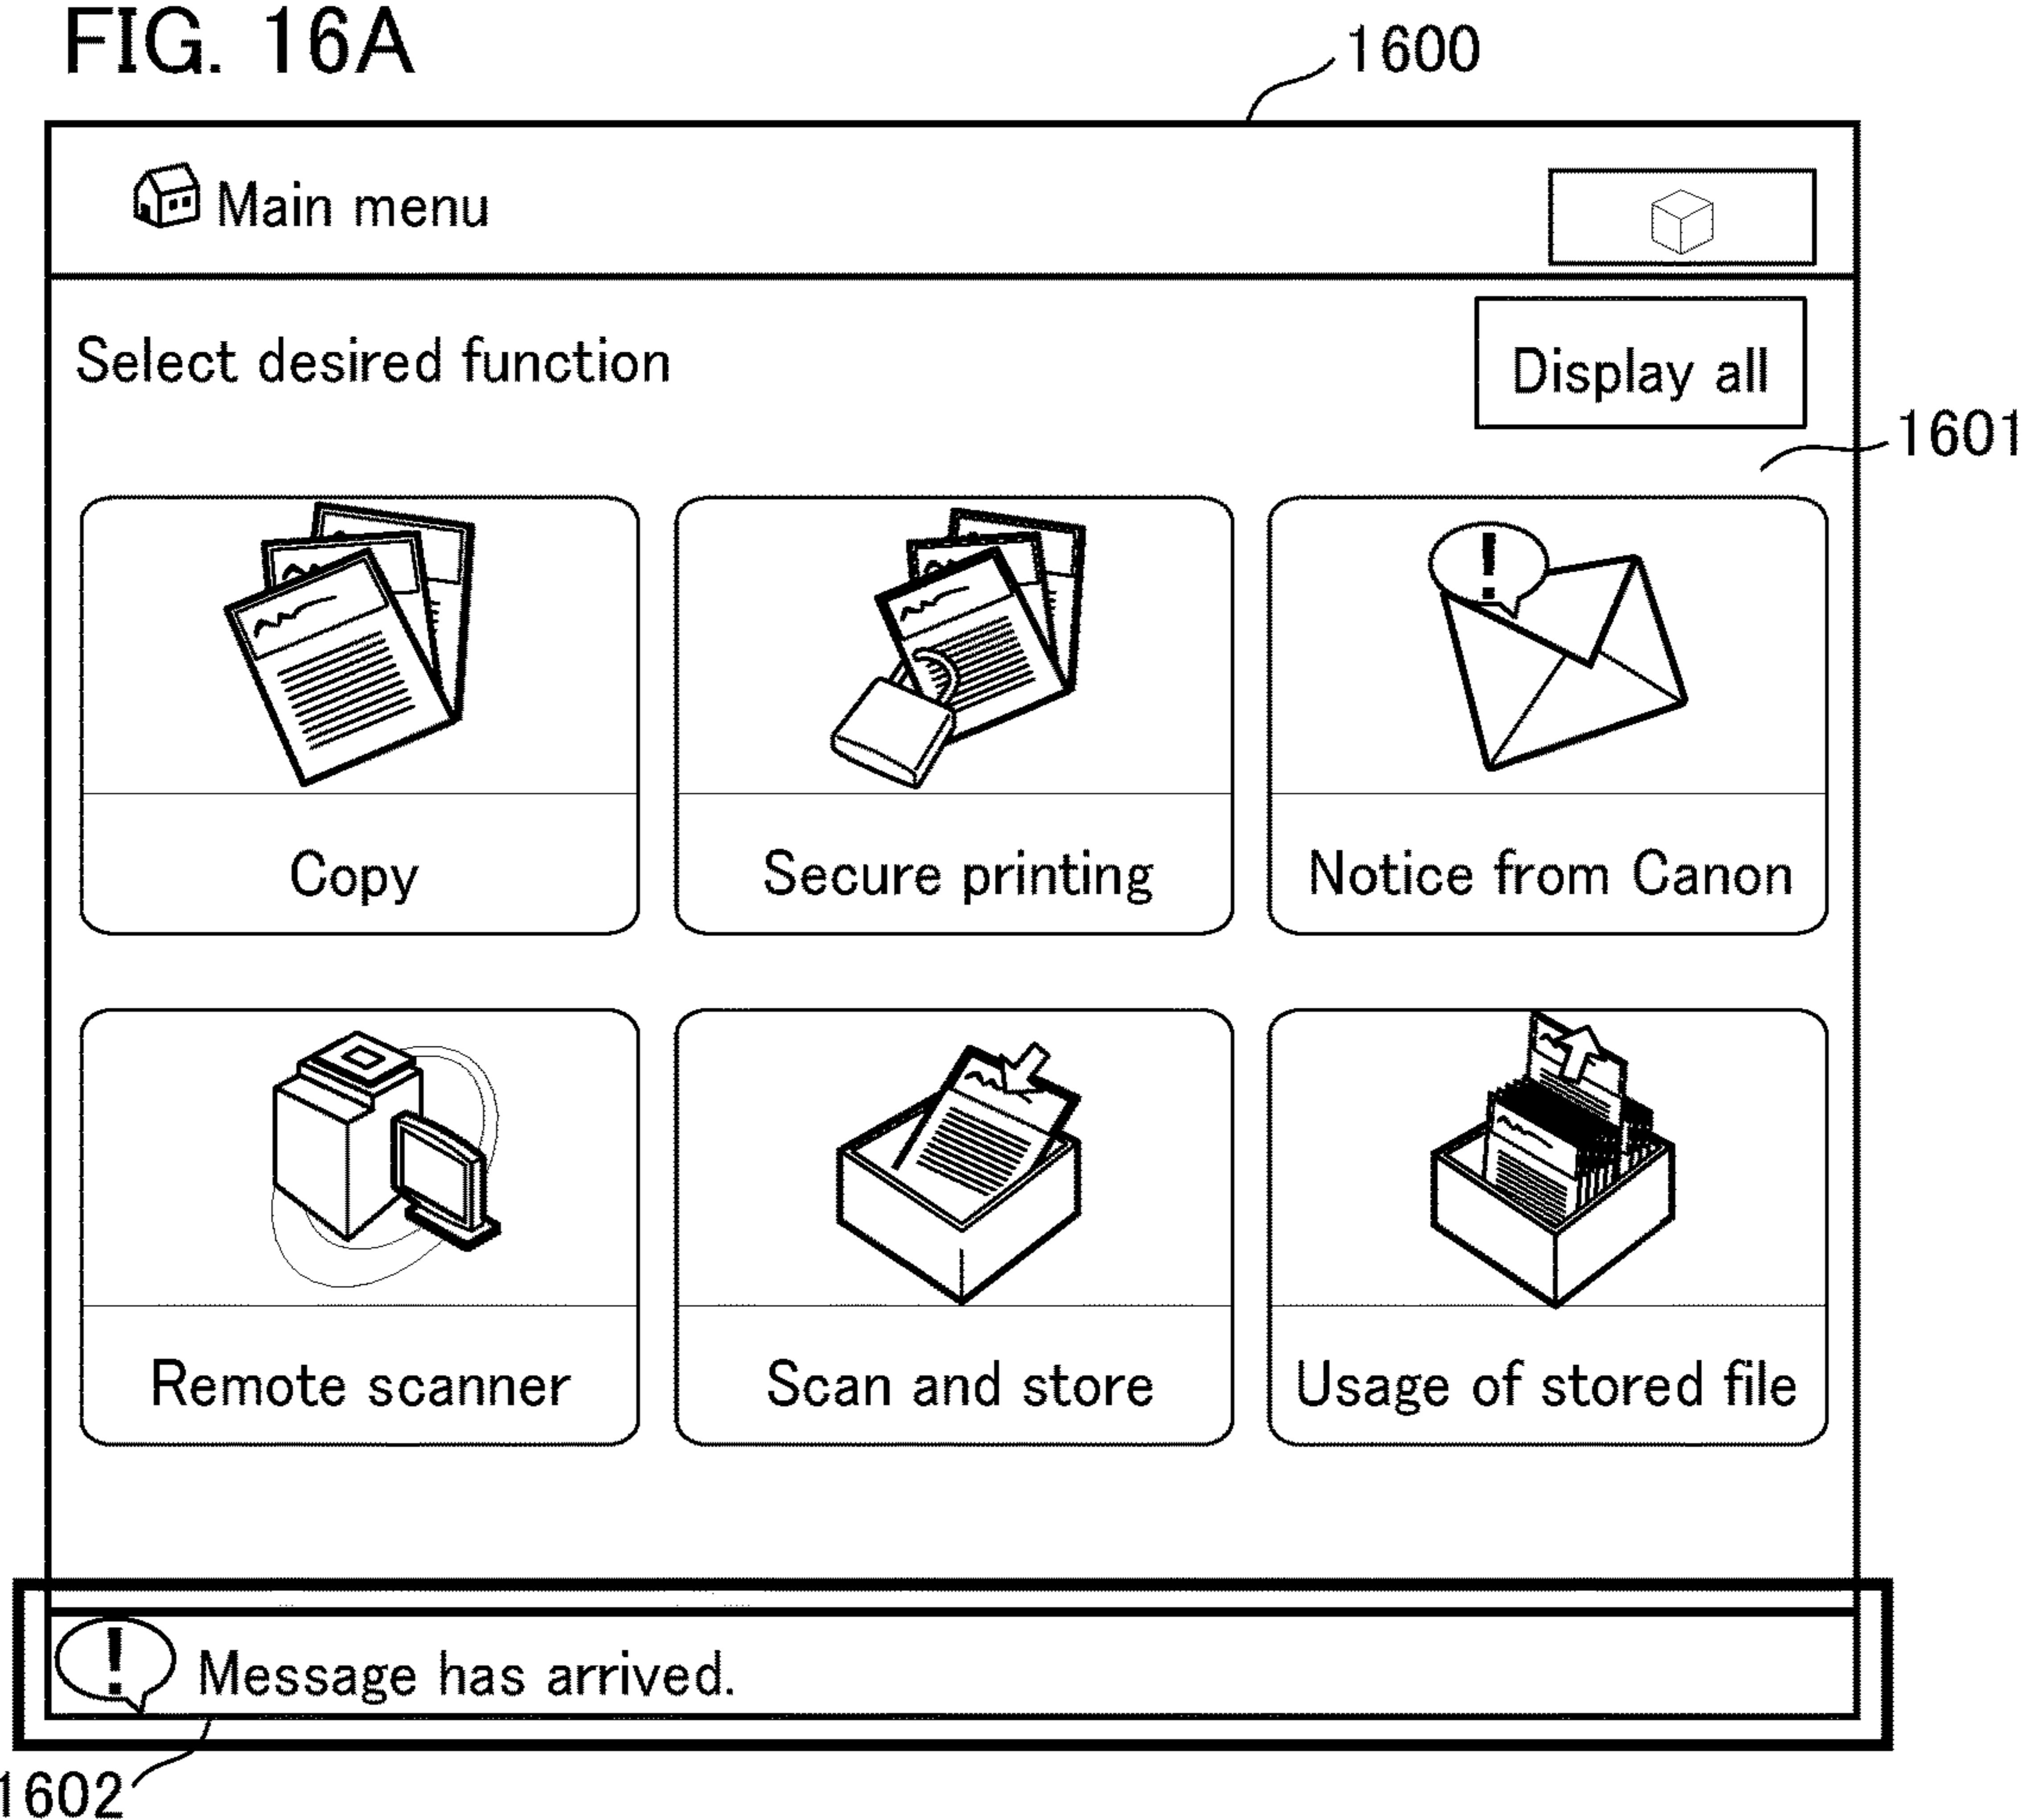 FIG. 16A
1600
Main menu
Select desired function
Display all
1601
Copy
Secure printing
Notice from Canon
Remote scanner
Scan and store
Usage of stored file
Message has arrived.
1602